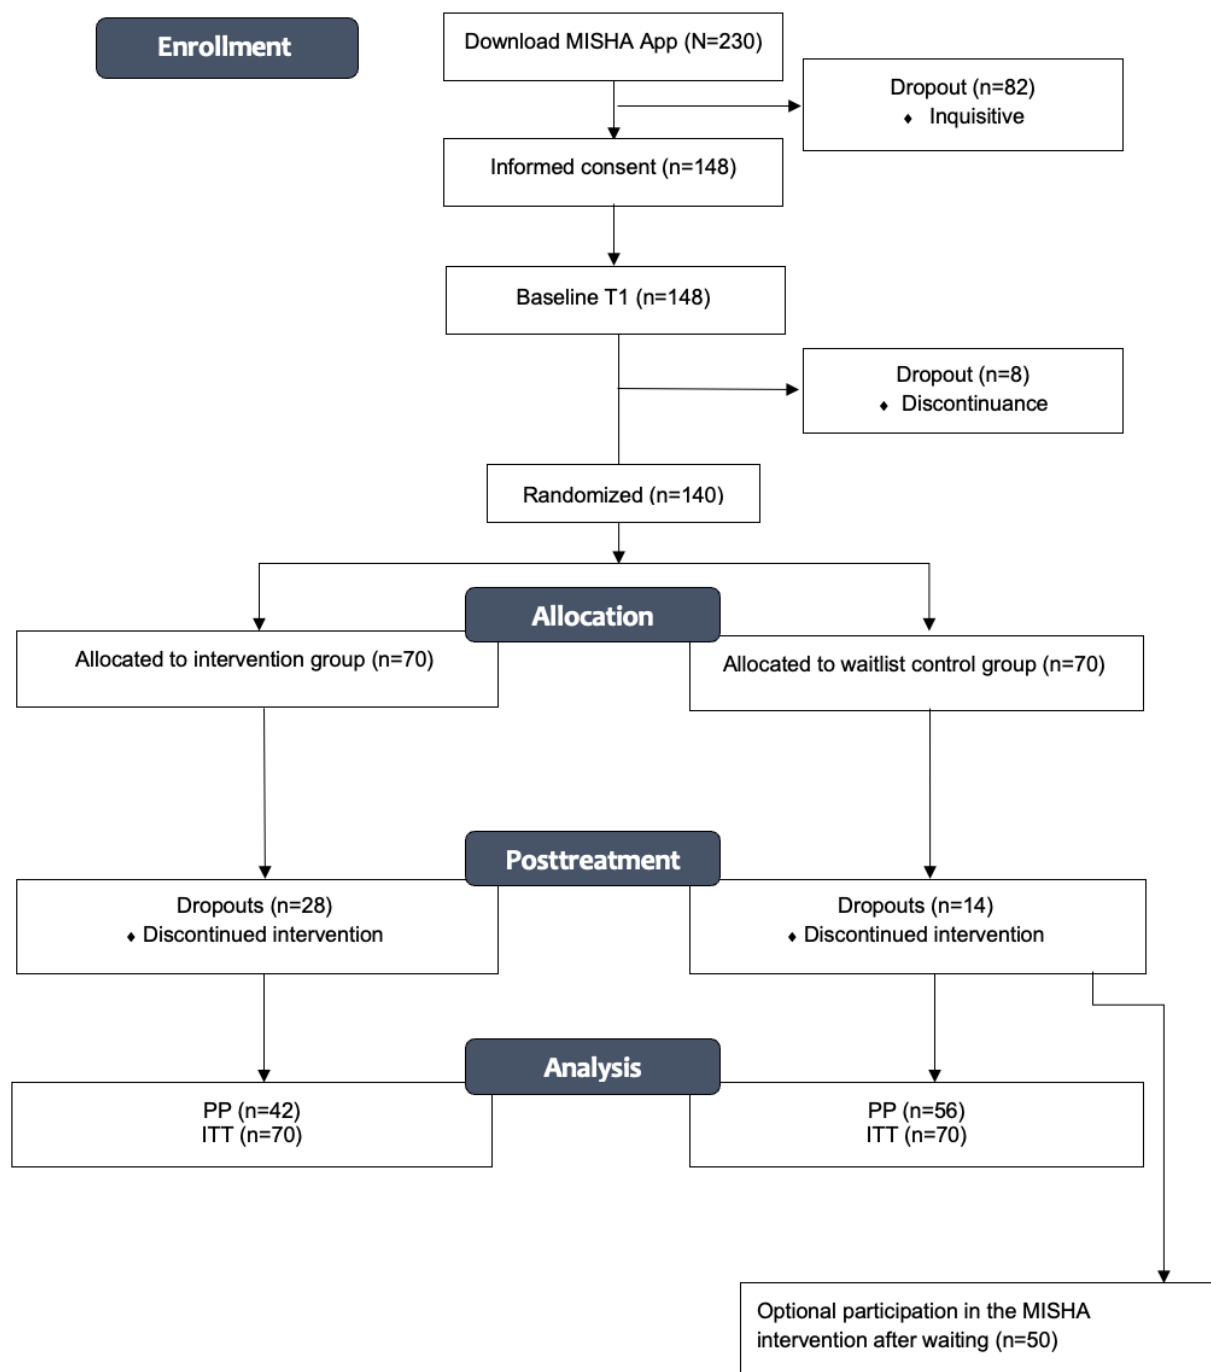 Enrollment
Download MISHA App (N=230)
Dropout (n=82)
♦ Inquisitive
Informed consent (n=148)
Baseline T1 (n=148)
Dropout (n=8)
♦ Discontinuance
Randomized (n=140)
Allocation
Allocated to intervention group (n=70)
Allocated to waitlist control group (n=70)
Posttreatment
Dropouts (n=28)
♦ Discontinued intervention
Dropouts (n=14)
♦ Discontinued intervention
Analysis
PP (n=42)
ITT (n=70)
PP (n=56)
ITT (n=70)
Optional participation in the MISHA
intervention after waiting (n=50)